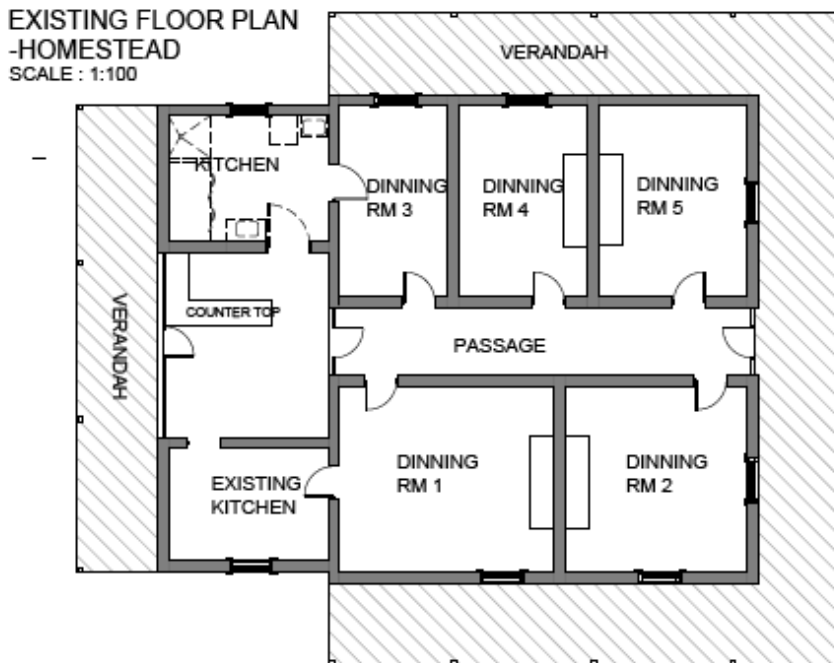 EXISTING FLOOR PLAN
-HOMESTEAD
SCALE : 1:100
VERANDAH
KITCHEN
DINNING
RM 3
DINNING
RM 4
DINNING
RM 5
VERANDAH
COUNTER TOP
PASSAGE
EXISTING
KITCHEN
DINNING
RM 1
DINNING
RM 2